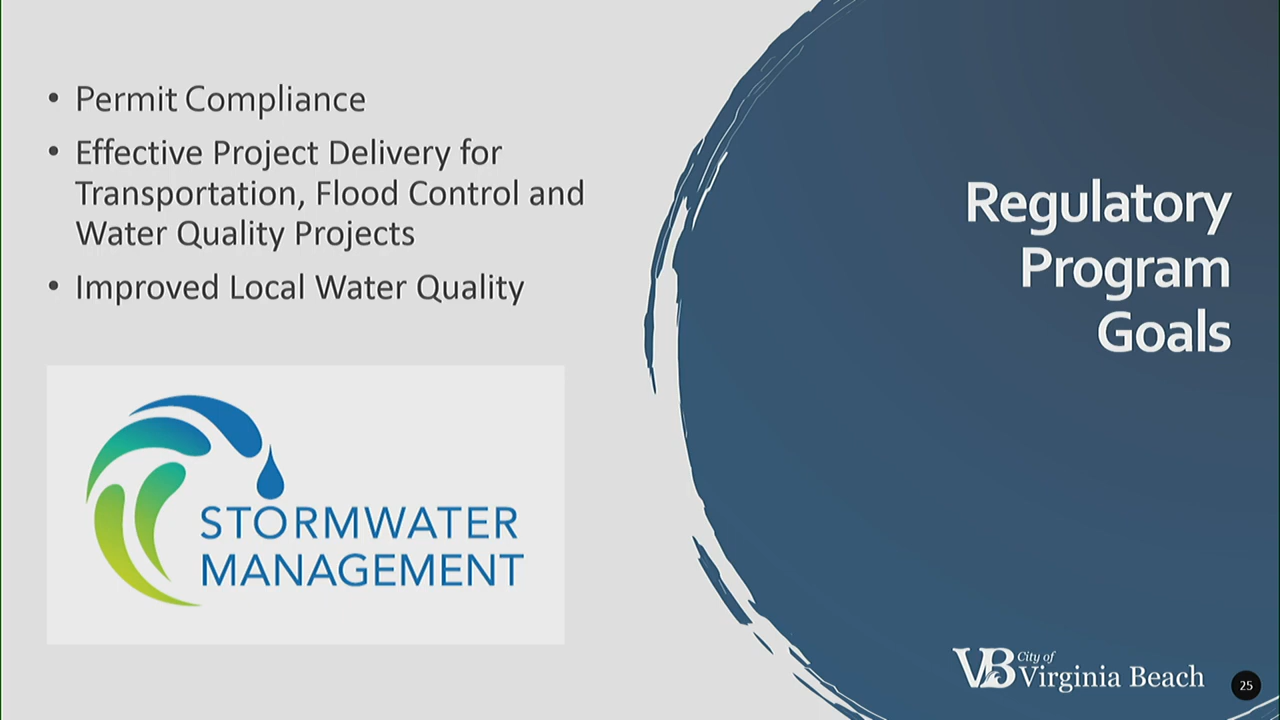 • Permit Compliance
• Effective Project Delivery for
Transportation, Flood Control and
Water Quality Projects
• Improved Local Water Quality
STORMWATER
MANAGEMENT
Regulatory
Program
Goals
VB City of
Virginia Beach
25